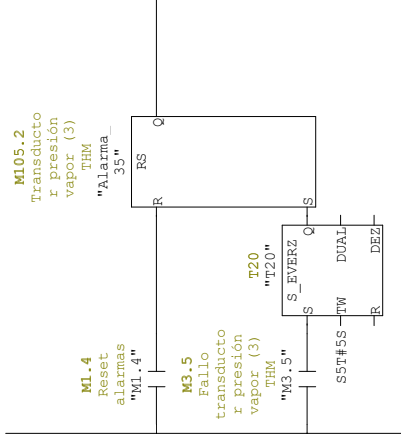 M105.2
Transducto
r presión
vapor (3)
THM
"Alarma_
35"
M1.4
Reset
alarmas
"M1.4"
RS
R
Q
S
M3.5
Fallo
transducto
r presión
vapor (3)
THM
"M3.5"
T20
"T20"
S_EVERZ
S
Q
S5T#5S
TW
DUAL
R
DEZ